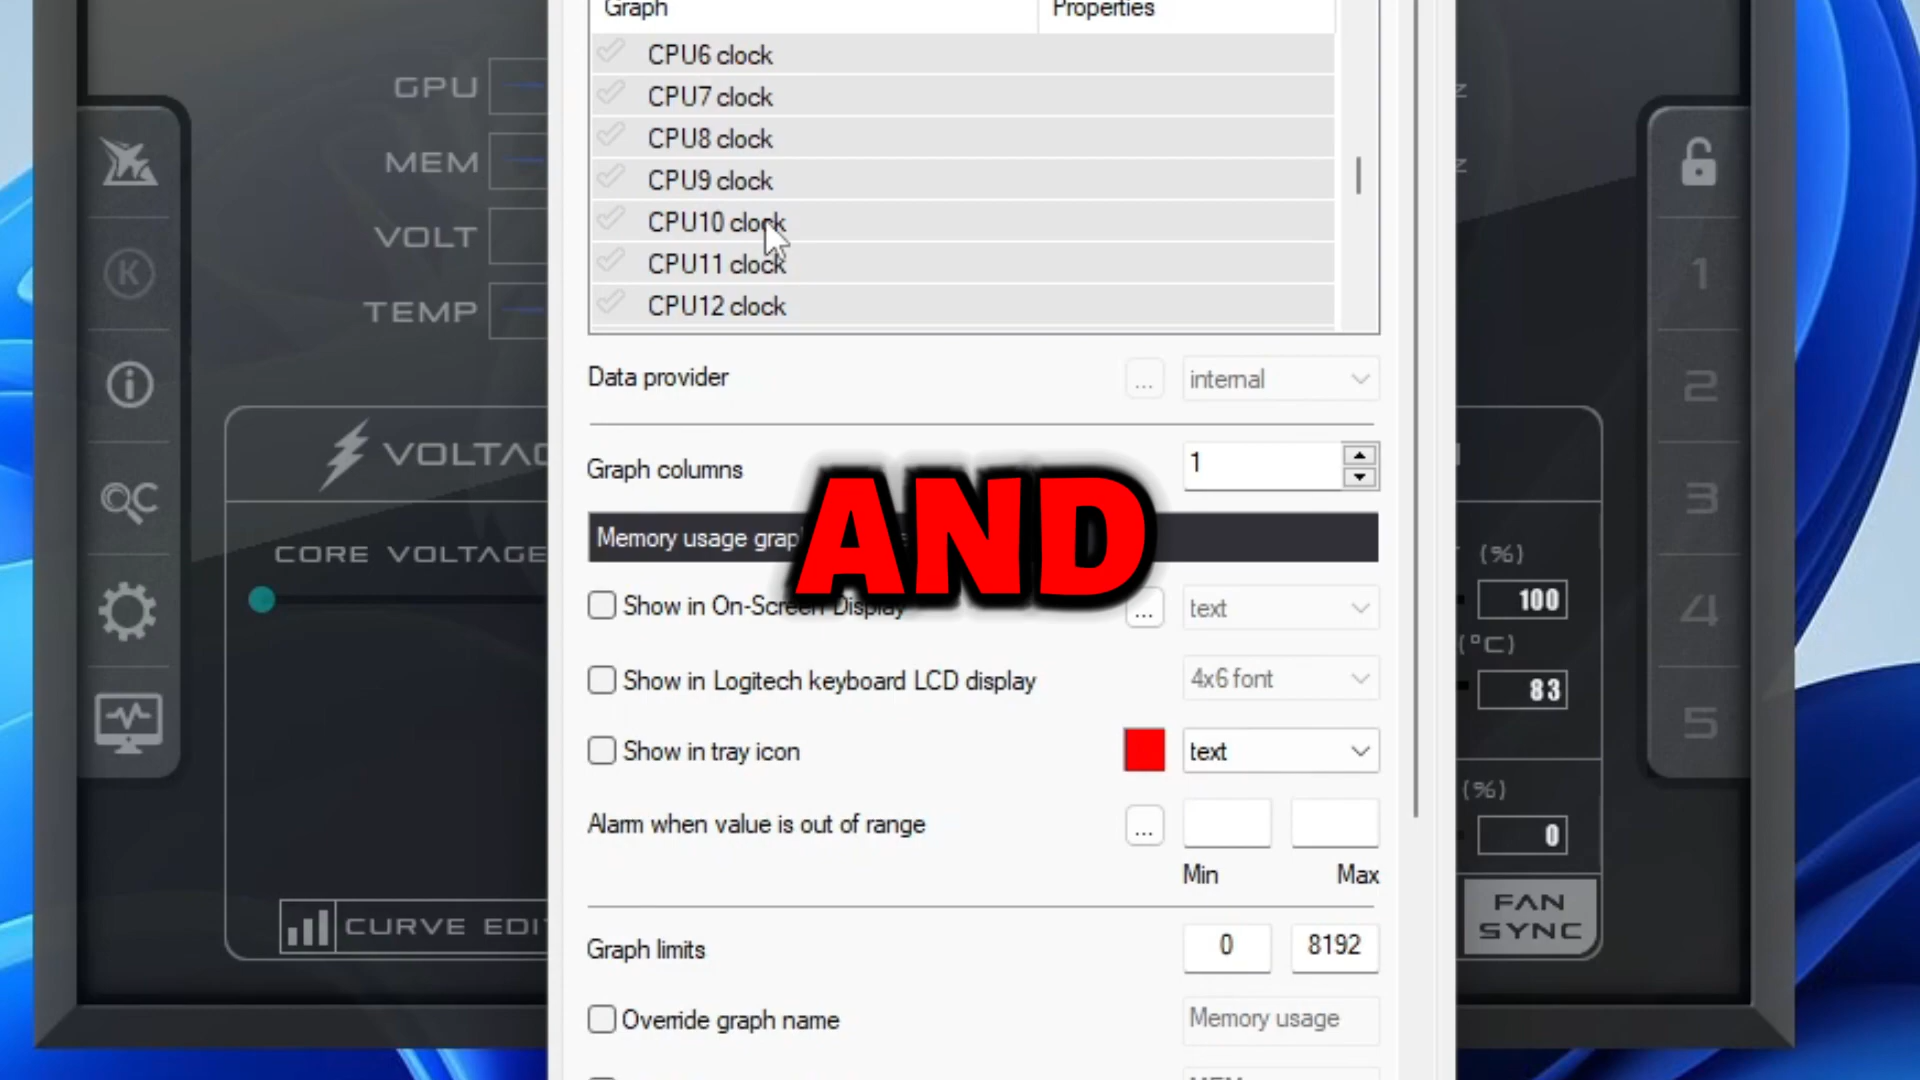 Graph Properties
CPU6 clock
CPU7 clock
CPU8 clock
CPU9 clock
CPU10 clock
CPU11 clock
CPU12 clock
GPU
MEM
VOLT
TEMP
K
1
2
3
4
5
Data provider ... internal
Graph columns 1
AND
Show in On-Screen Display ... text
Show in Logitech keyboard LCD display 4x6 font
Show in tray icon text
Alarm when value is out of range ...
Min Max
Graph limits 0 8192
Override graph name Memory usage
CORE VOLTAGE
(%)
100
(°C)
83
(%)
0
FAN
SYNC
Memory usage